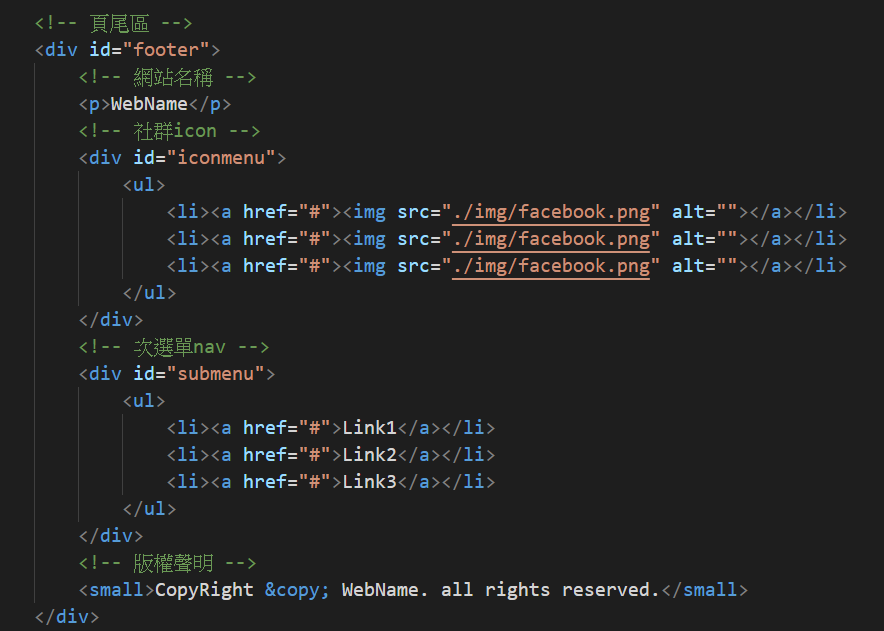 <!-- 頁尾區 -->
<div id="footer">
    <!-- 網站名稱 -->
    <p>WebName</p>
    <!-- 社群icon -->
    <div id="iconmenu">
        <ul>
            <li><a href="#"><img src="./img/facebook.png" alt=""></a></li>
            <li><a href="#"><img src="./img/facebook.png" alt=""></a></li>
            <li><a href="#"><img src="./img/facebook.png" alt=""></a></li>
        </ul>
    </div>
    <!-- 次選單nav -->
    <div id="submenu">
        <ul>
            <li><a href="#">Link1</a></li>
            <li><a href="#">Link2</a></li>
            <li><a href="#">Link3</a></li>
        </ul>
    </div>
    <!-- 版權聲明 -->
    <small>CopyRight &copy; WebName. all rights reserved.</small>
</div>